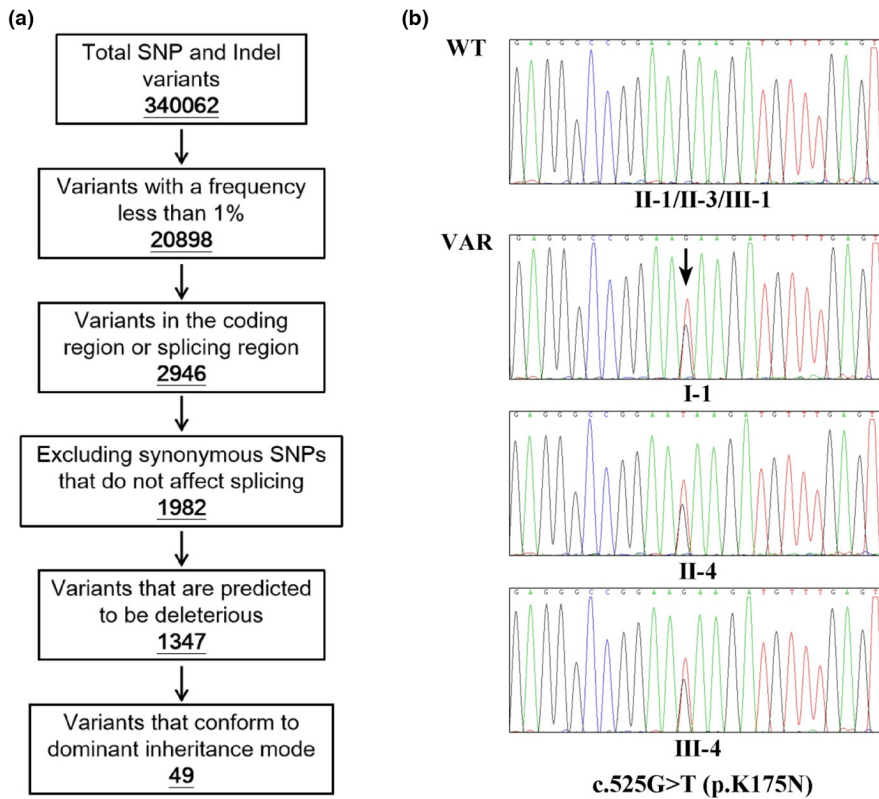 (a)
Total SNP and Indel
variants
340062
Variants with a frequency
less than 1%
20898
Variants in the coding
region or splicing region
2946
Excluding synonymous SNPs
that do not affect splicing
1982
Variants that are predicted
to be deleterious
1347
Variants that conform to
dominant inheritance mode
49
(b)
WT
G A G G G C C G G A A G A A G A T G T T T G A G T
II-1/II-3/III-1
VAR
G A G G G C C G G A A G A A G A T G T T T G A G T
I-1
G A G G G C C G G A A T A A G A T G T T T G A G T
II-4
G A G G G C C G G A A G A A G A T G T T T G A G T
III-4
c.525G>T (p.K175N)